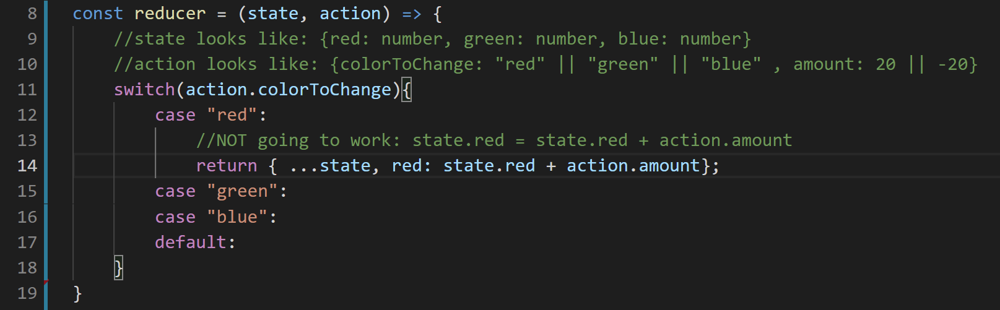 8 const reducer = (state, action) => {
9 //state looks like: {red: number, green: number, blue: number}
10 //action looks like: {colorToChange: "red" || "green" || "blue" , amount: 20 || -20}
11 switch(action.colorToChange){
12 case "red":
13 //NOT going to work: state.red = state.red + action.amount
14 return { ...state, red: state.red + action.amount};
15 case "green":
16 case "blue":
17 default:
18 }
19 }